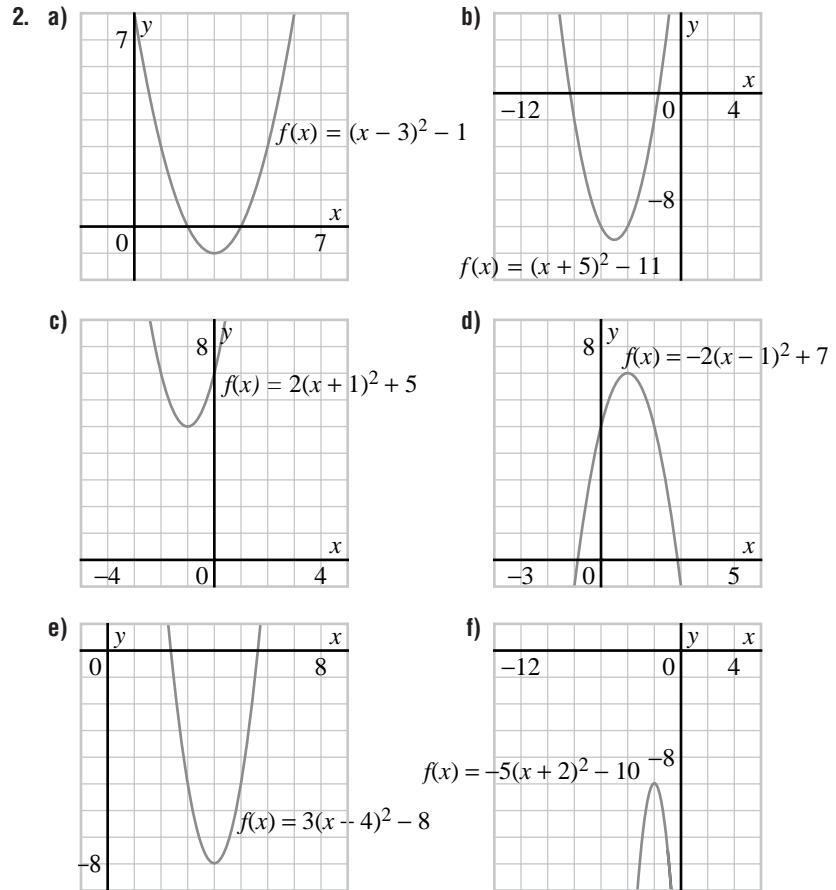 2. a)
y
7
f(x) = (x − 3)² − 1
x
0
7
b)
y
x
−12
0
4
−8
f(x) = (x + 5)² − 11
c)
8
y
f(x) = 2(x + 1)² + 5
x
−4
0
4
d)
8
y
f(x) = −2(x − 1)² + 7
x
−3
0
5
e)
y
x
0
8
f(x) = 3(x -- 4)² − 8
−8
f)
y
x
−12
0
4
−8
f(x) = −5(x + 2)² − 10